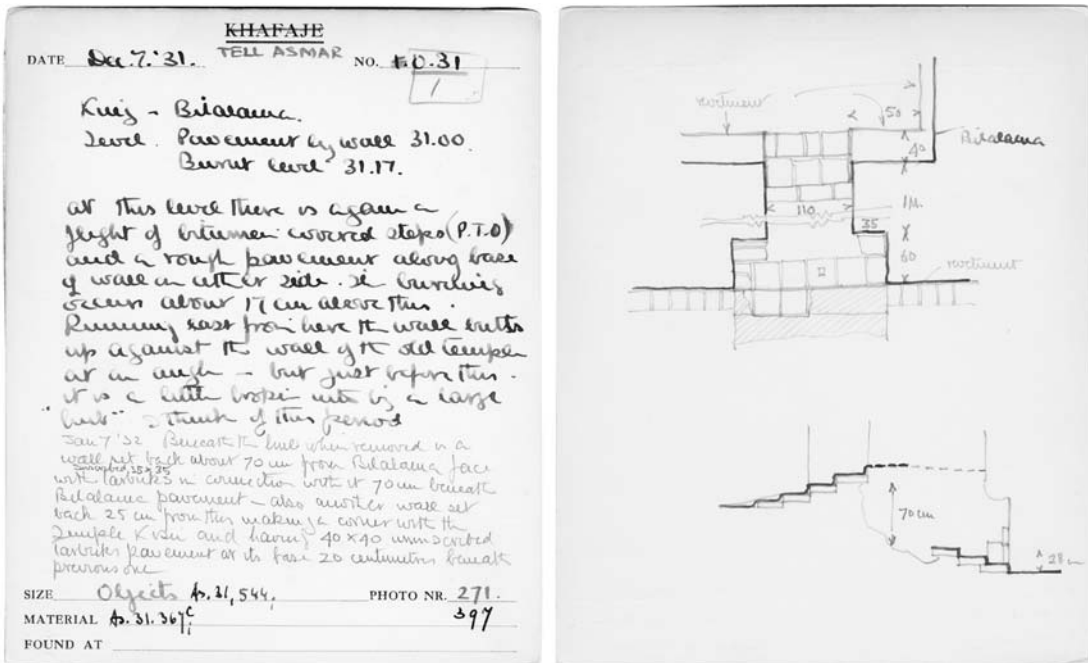 KHAFAJE
TELL ASMAR
DATE Dec. 7. '31. NO. F.O.31
1
King - Bilalama.
Level. Pavement by wall 31.00.
Burnt level 31.17.
at this level there is again a
flight of bitumen covered steps (P.T.O)
and a rough pavement along base
of wall on either side. The burning
occurs about 17 cm above this.
Running east from here the wall butts
up against the wall of the old temple
at an angle - but just before this.
it is a little broken into by a large
I think of this period
Jan 7 '32 Beneath the when removed is a
wall set back about 70 cm from Bilalama face
35 x 35
with tarbricks in connection with it 70 cm beneath
Bilalama pavement - also another wall set
back 25 cm from this making a corner with the
Temple and having 40 x 40 uninscribed
tarbricks pavement at its base 20 centimetres beneath
previous one
SIZE Objects As. 31, 544, PHOTO NR. 271.
MATERIAL As. 31. 367 397
FOUND AT
revetment
50
Bilalama
40
1 M.
110
35
60
revetment
70 cm
28 cm